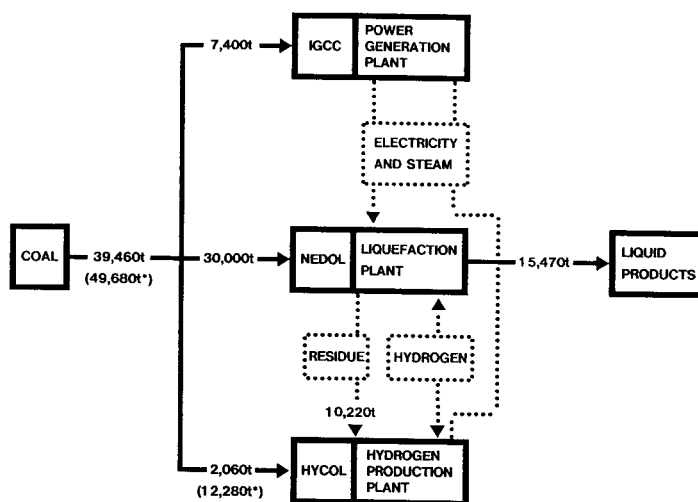 7,400t
IGCC
POWER
GENERATION
PLANT
ELECTRICITY
AND STEAM
COAL
39,460t
(49,680t*)
30,000t
NEDOL
LIQUEFACTION
PLANT
15,470t
LIQUID
PRODUCTS
RESIDUE
HYDROGEN
10,220t
2,060t
(12,280t*)
HYCOL
HYDROGEN
PRODUCTION
PLANT